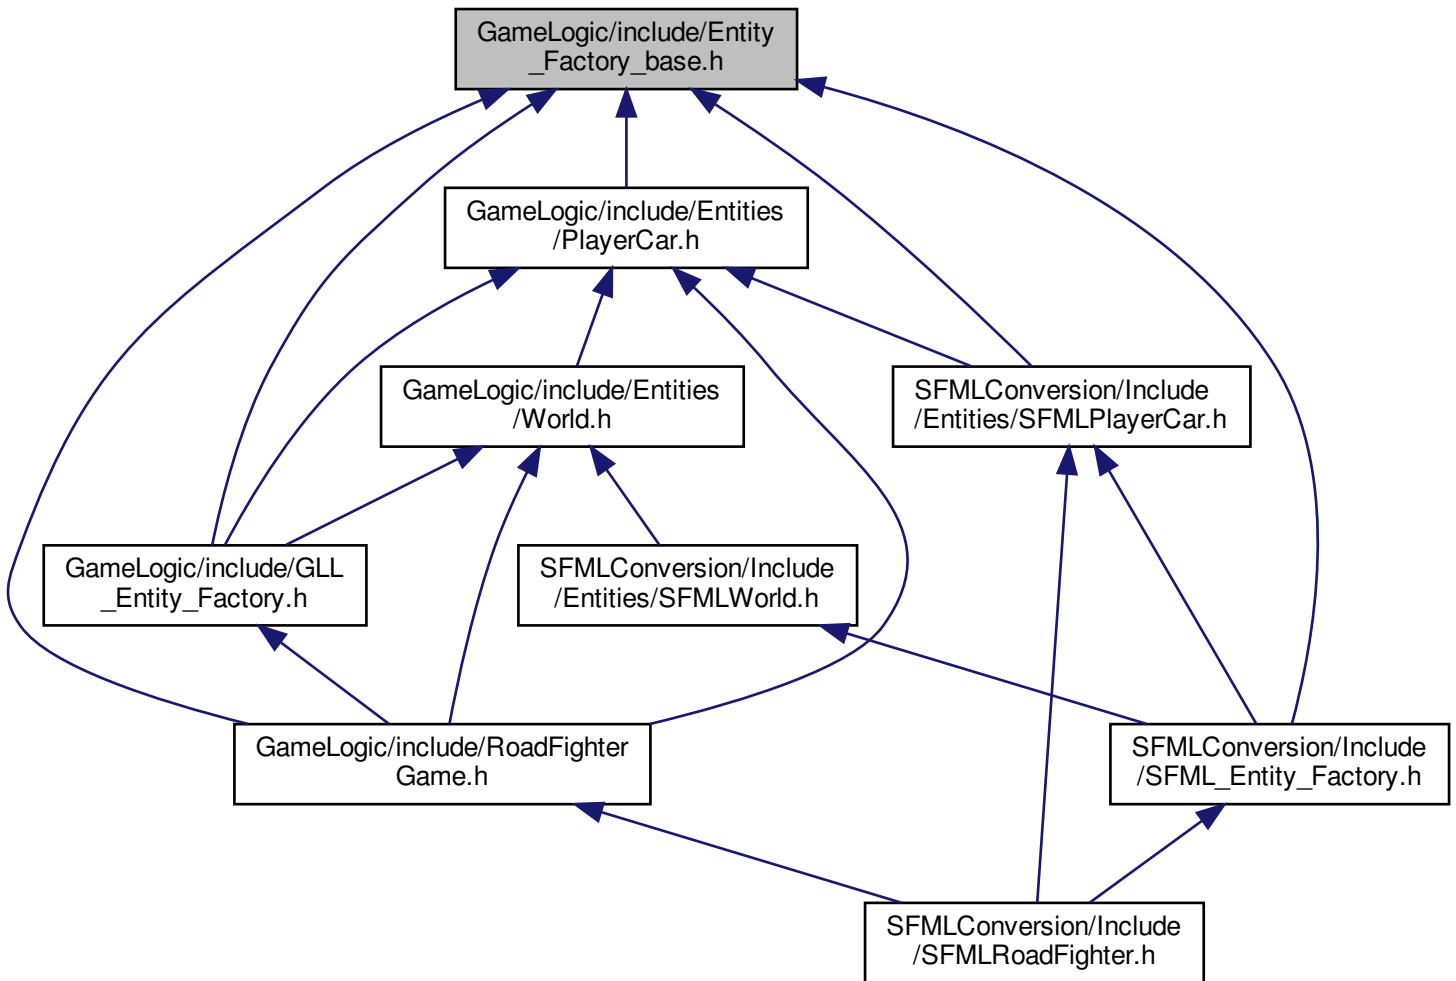 GameLogic/include/Entity
_Factory_base.h
GameLogic/include/Entities
/PlayerCar.h
GameLogic/include/Entities
/World.h
SFMLConversion/Include
/Entities/SFMLPlayerCar.h
GameLogic/include/GLL
_Entity_Factory.h
SFMLConversion/Include
/Entities/SFMLWorld.h
GameLogic/include/RoadFighter
Game.h
SFMLConversion/Include
/SFML_Entity_Factory.h
SFMLConversion/Include
/SFMLRoadFighter.h